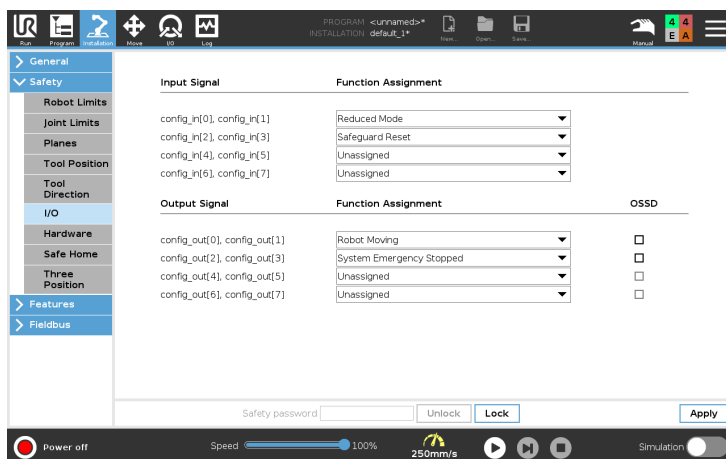 PROGRAM <unnamed>*
INSTALLATION default_1*
Run Program Installation Move I/O Log New... Open... Save... Manual
4 4
E A
General
Safety
Robot Limits
Joint Limits
Planes
Tool Position
Tool
Direction
I/O
Hardware
Safe Home
Three
Position
Features
Fieldbus
Input Signal Function Assignment
config_in[0], config_in[1] Reduced Mode
config_in[2], config_in[3] Safeguard Reset
config_in[4], config_in[5] Unassigned
config_in[6], config_in[7] Unassigned
Output Signal Function Assignment OSSD
config_out[0], config_out[1] Robot Moving
config_out[2], config_out[3] System Emergency Stopped
config_out[4], config_out[5] Unassigned
config_out[6], config_out[7] Unassigned
Safety password Unlock Lock Apply
Power off Speed 100% 250mm/s Simulation